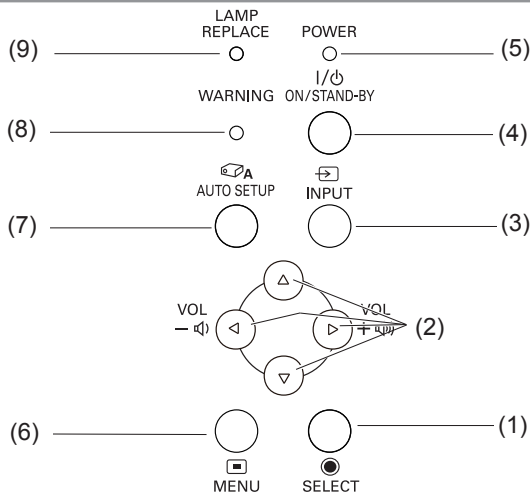 LAMP
REPLACE
POWER
(9)
(5)
I/⏻
WARNING
ON/STAND-BY
(8)
(4)
A
AUTO SETUP
INPUT
(7)
(3)
VOL
VOL
−
+
(2)
(6)
(1)
MENU
SELECT